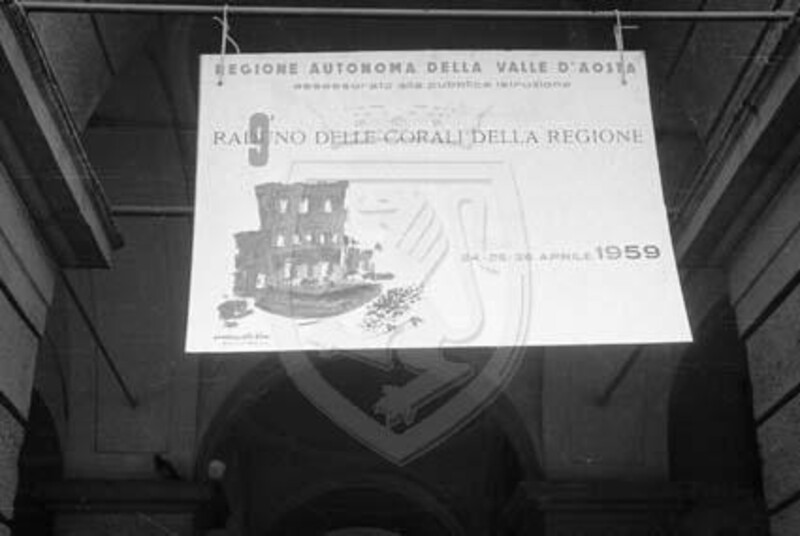 REGIONE AUTONOMA DELLA VALLE D'AOSTA
assessorato alla pubblica istruzione
9°
RADUNO DELLE CORALI DELLA REGIONE
24-25-26 APRILE 1959